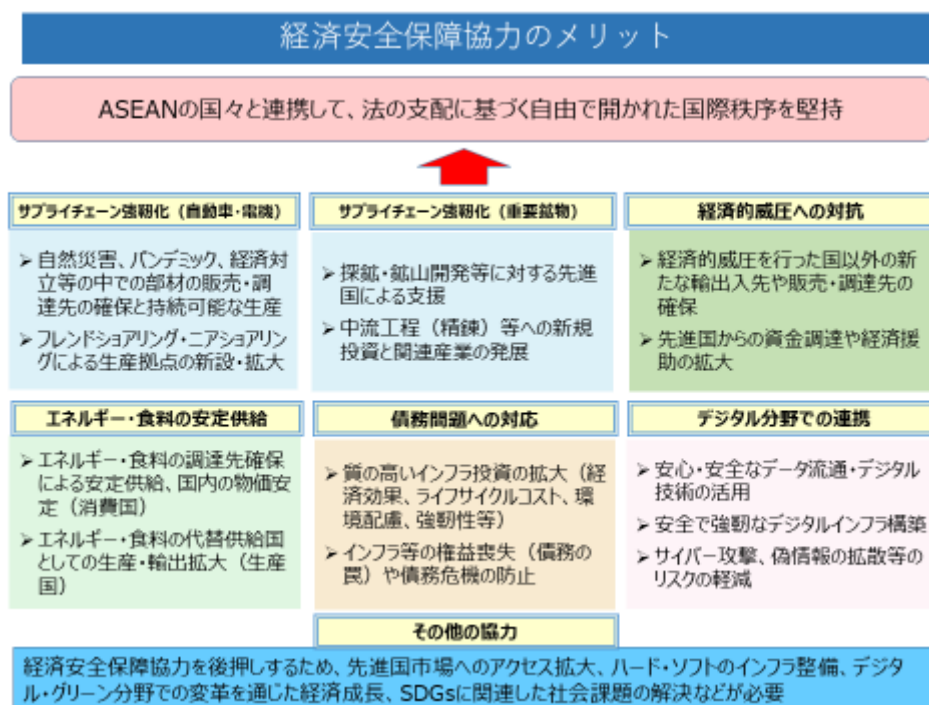 経済安全保障協力のメリット
ASEANの国々と連携して、法の支配に基づく自由で開かれた国際秩序を堅持
サプライチェーン強靭化（自動車・電機）
➢ 自然災害、パンデミック、経済対
立等の中での部材の販売・調
達先の確保と持続可能な生産
➢ フレンドショアリング・ニアショアリン
グによる生産拠点の新設・拡大
サプライチェーン強靭化（重要鉱物）
➢ 探鉱・鉱山開発等に対する先進
国による支援
➢ 中流工程（精錬）等への新規
投資と関連産業の発展
経済的威圧への対抗
➢ 経済的威圧を行った国以外の新
たな輸出入先や販売・調達先の
確保
➢ 先進国からの資金調達や経済援
助の拡大
エネルギー・食料の安定供給
➢ エネルギー・食料の調達先確保
による安定供給、国内の物価安
定（消費国）
➢ エネルギー・食料の代替供給国
としての生産・輸出拡大（生産
国）
債務問題への対応
➢ 質の高いインフラ投資の拡大（経
済効果、ライフサイクルコスト、環
境配慮、強靭性等）
➢ インフラ等の権益喪失（債務の
罠）や債務危機の防止
デジタル分野での連携
➢ 安心・安全なデータ流通・デジタル
技術の活用
➢ 安全で強靭なデジタルインフラ構築
➢ サイバー攻撃、偽情報の拡散等の
リスクの軽減
その他の協力
経済安全保障協力を後押しするため、先進国市場へのアクセス拡大、ハード・ソフトのインフラ整備、デジタ
ル・グリーン分野での変革を通じた経済成長、SDGsに関連した社会課題の解決などが必要